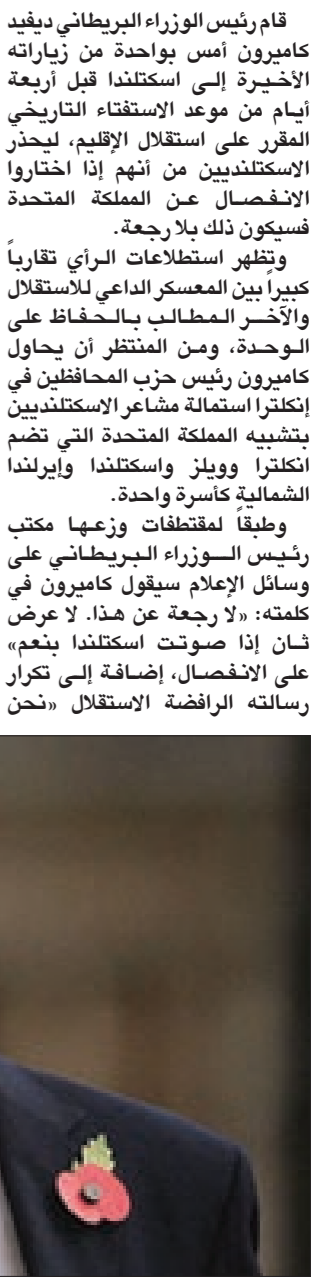 قام رئيس الوزراء البريطاني ديفيد
كاميرون أمس بواحدة من زياراته
الأخيرة إلى اسكتلندا قبل أربعة
أيام من موعد الاستفتاء التاريخي
المقرر على استقلال الإقليم، ليحذر
الاسكتلنديين من أنهم إذا اختاروا
الانفصال عن المملكة المتحدة
فسيكون ذلك بلا رجعة.
وتظهر استطلاعات الرأي تقارباً
كبيراً بين المعسكر الداعي للاستقلال
والآخر المطالب بالحفاظ على
الوحدة، ومن المنتظر أن يحاول
كاميرون رئيس حزب المحافظين في
إنكلترا استمالة مشاعر الاسكتلنديين
بتشبيه المملكة المتحدة التي تضم
انكلترا وويلز واسكتلندا وإيرلندا
الشمالية كأسرة واحدة.
وطبقاً لمقتطفات وزعها مكتب
رئيس الوزراء البريطاني على
وسائل الإعلام سيقول كاميرون في
كلمته: «لا رجعة عن هذا. لا عرض
ثان إذا صوتت اسكتلندا بنعم»
على الانفصال، إضافة إلى تكرار
رسالته الرافضة الاستقلال «نحن